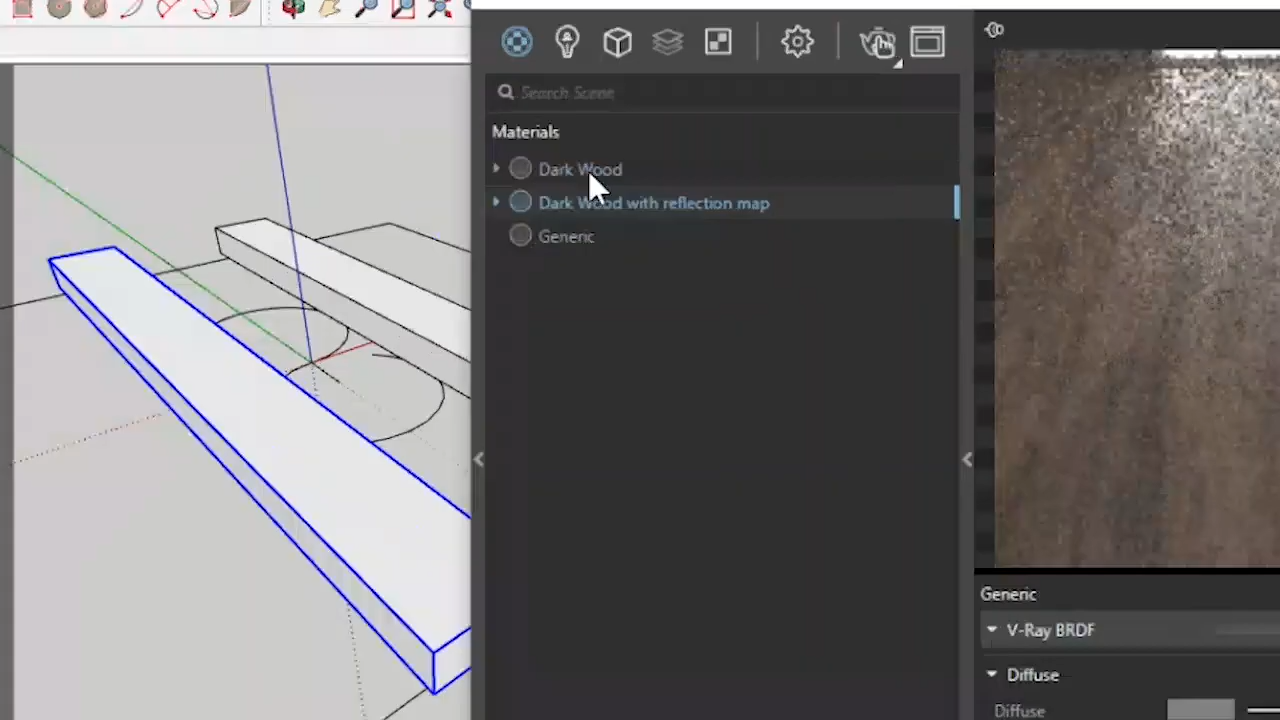 Search Scene
Materials
Dark Wood
Dark Wood with reflection map
Generic
Generic
V-Ray BRDF
Diffuse
Diffuse